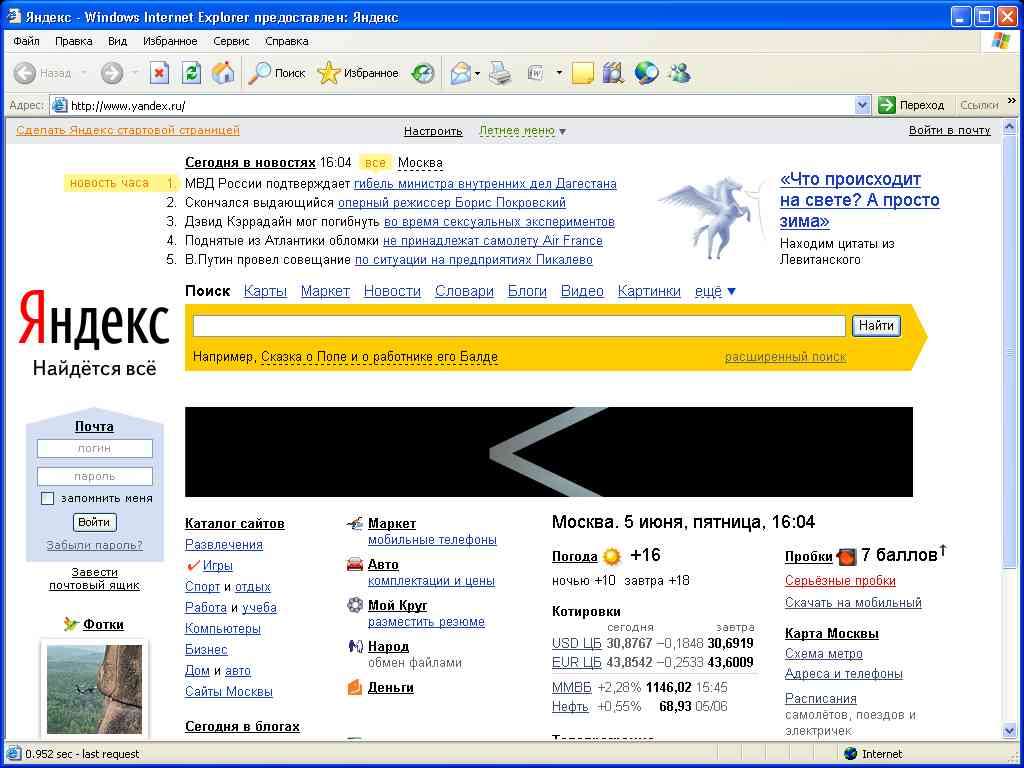 Яндекс - Windows Internet Explorer предоставлен: Яндекс
Файл Правка Вид Избранное Сервис Справка
Назад Поиск Избранное
Адрес: http://www.yandex.ru/ Переход Ссылки »
Сделать Яндекс стартовой страницей Настроить Летнее меню ▼ Войти в почту
Сегодня в новостях 16:04 все Москва
новость часа 1. МВД России подтверждает гибель министра внутренних дел Дагестана
2. Скончался выдающийся оперный режиссер Борис Покровский
3. Дэвид Кэррадайн мог погибнуть во время сексуальных экспериментов
4. Поднятые из Атлантики обломки не принадлежат самолету Air France
5. В.Путин провел совещание по ситуации на предприятиях Пикалево
«Что происходит
на свете? А просто
зима»
Находим цитаты из
Левитанского
Яндекс
Найдётся всё
Поиск Карты Маркет Новости Словари Блоги Видео Картинки ещё ▼
Найти
Например, Сказка о Попе и о работнике его Балде расширенный поиск
Почта
логин
пароль
запомнить меня
Войти
Забыли пароль?
Завести
почтовый ящик
Фотки
Каталог сайтов
Развлечения
Игры
Спорт и отдых
Работа и учеба
Компьютеры
Бизнес
Дом и авто
Сайты Москвы
Сегодня в блогах
Маркет
мобильные телефоны
Авто
комплектации и цены
Мой Круг
разместить резюме
Народ
обмен файлами
Деньги
Москва. 5 июня, пятница, 16:04
Погода +16
ночью +10 завтра +18
Котировки
сегодня завтра
USD ЦБ 30,8767 −0,1848 30,6919
EUR ЦБ 43,8542 −0,2533 43,6009
ММВБ +2,28% 1146,02 15:45
Нефть +0,55% 68,93 05/06
Пробки 7 баллов↑
Серьёзные пробки
Скачать на мобильный
Карта Москвы
Схема метро
Адреса и телефоны
Расписания
самолётов, поездов и
электричек
0.952 sec - last request Internet